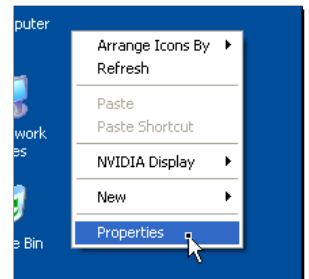 puter
Arrange Icons By
Refresh
Paste
work
Paste Shortcut
es
NVIDIA Display
New
Properties
e Bin